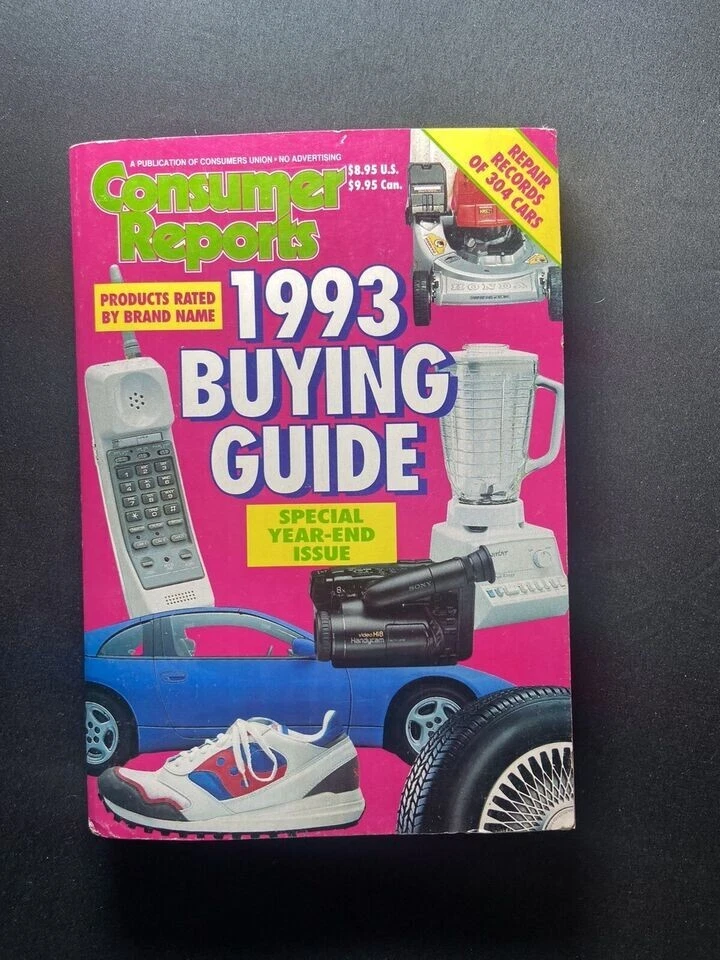 A PUBLICATION OF CONSUMERS UNION • NO ADVERTISING
Consumer
Reports
$8.95 U.S.
$9.95 Can.
REPAIR
RECORDS
OF 304 CARS
PRODUCTS RATED
BY BRAND NAME
1993
BUYING
GUIDE
SPECIAL
YEAR-END
ISSUE
HONDA
8x
SONY
Video Hi8
Handycam